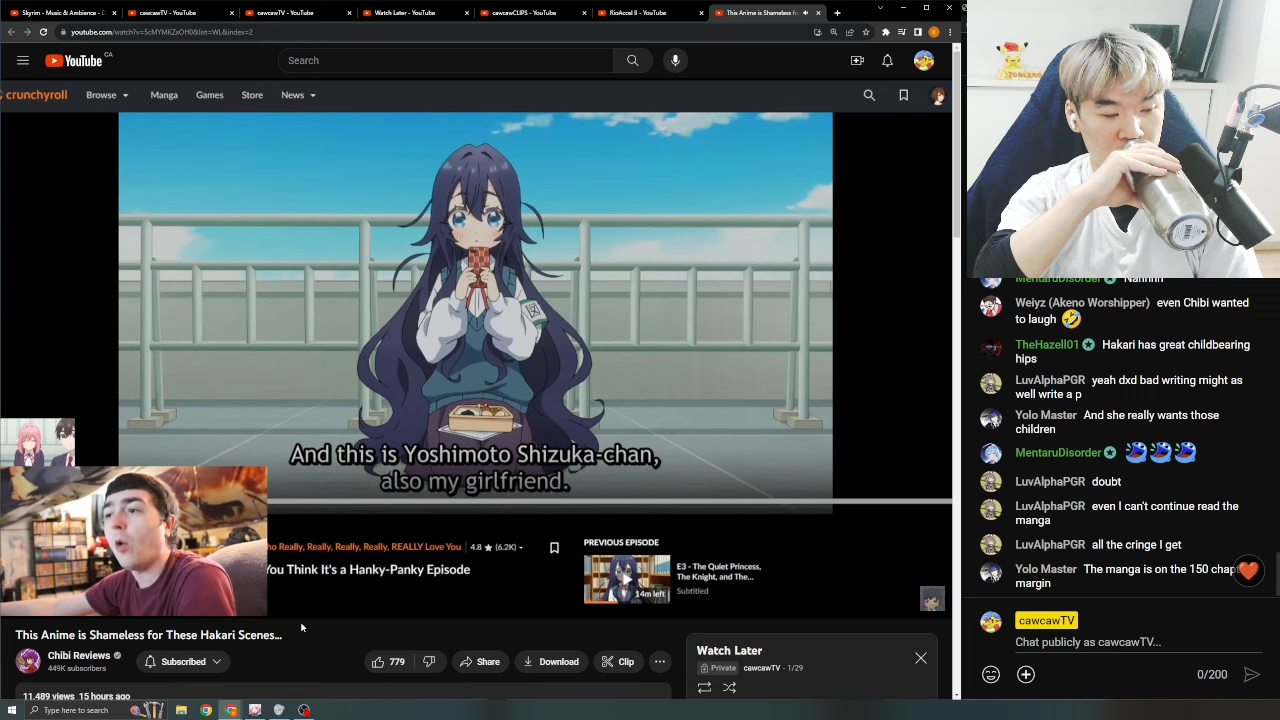 Skyrim - Music & Ambience -
cawcawTV - YouTube
cawcawTV - YouTube
Watch Later - YouTube
cawcawCLIPS - YouTube
RioAccel II - YouTube
This Anime is Shameless fo
youtube.com/watch?v=5cMYMKZxOH0&list=WL&index=2
YouTube CA
Search
crunchyroll
Browse
Manga
Games
Store
News
And this is Yoshimoto Shizuka-chan,
also my girlfriend.
ho Really, Really, Really, Really, REALLY Love You
4.8 ★ (6.2K)
You Think It's a Hanky-Panky Episode
PREVIOUS EPISODE
E3 - The Quiet Princess,
The Knight, and The...
Subtitled
14m left
This Anime is Shameless for These Hakari Scenes...
Chibi Reviews
449K subscribers
Subscribed
779
Share
Download
Clip
11,489 views 15 hours ago
Watch Later
Private
cawcawTV - 1/29
Type here to search
MentaruDisorder Nahhhh
Weiyz (Akeno Worshipper) even Chibi wanted
to laugh
TheHazell01 Hakari has great childbearing
hips
LuvAlphaPGR yeah dxd bad writing might as
well write a p
Yolo Master And she really wants those
children
MentaruDisorder
LuvAlphaPGR doubt
LuvAlphaPGR even I can't continue read the
manga
LuvAlphaPGR all the cringe I get
Yolo Master The manga is on the 150 chap
margin
cawcawTV
Chat publicly as cawcawTV...
0/200